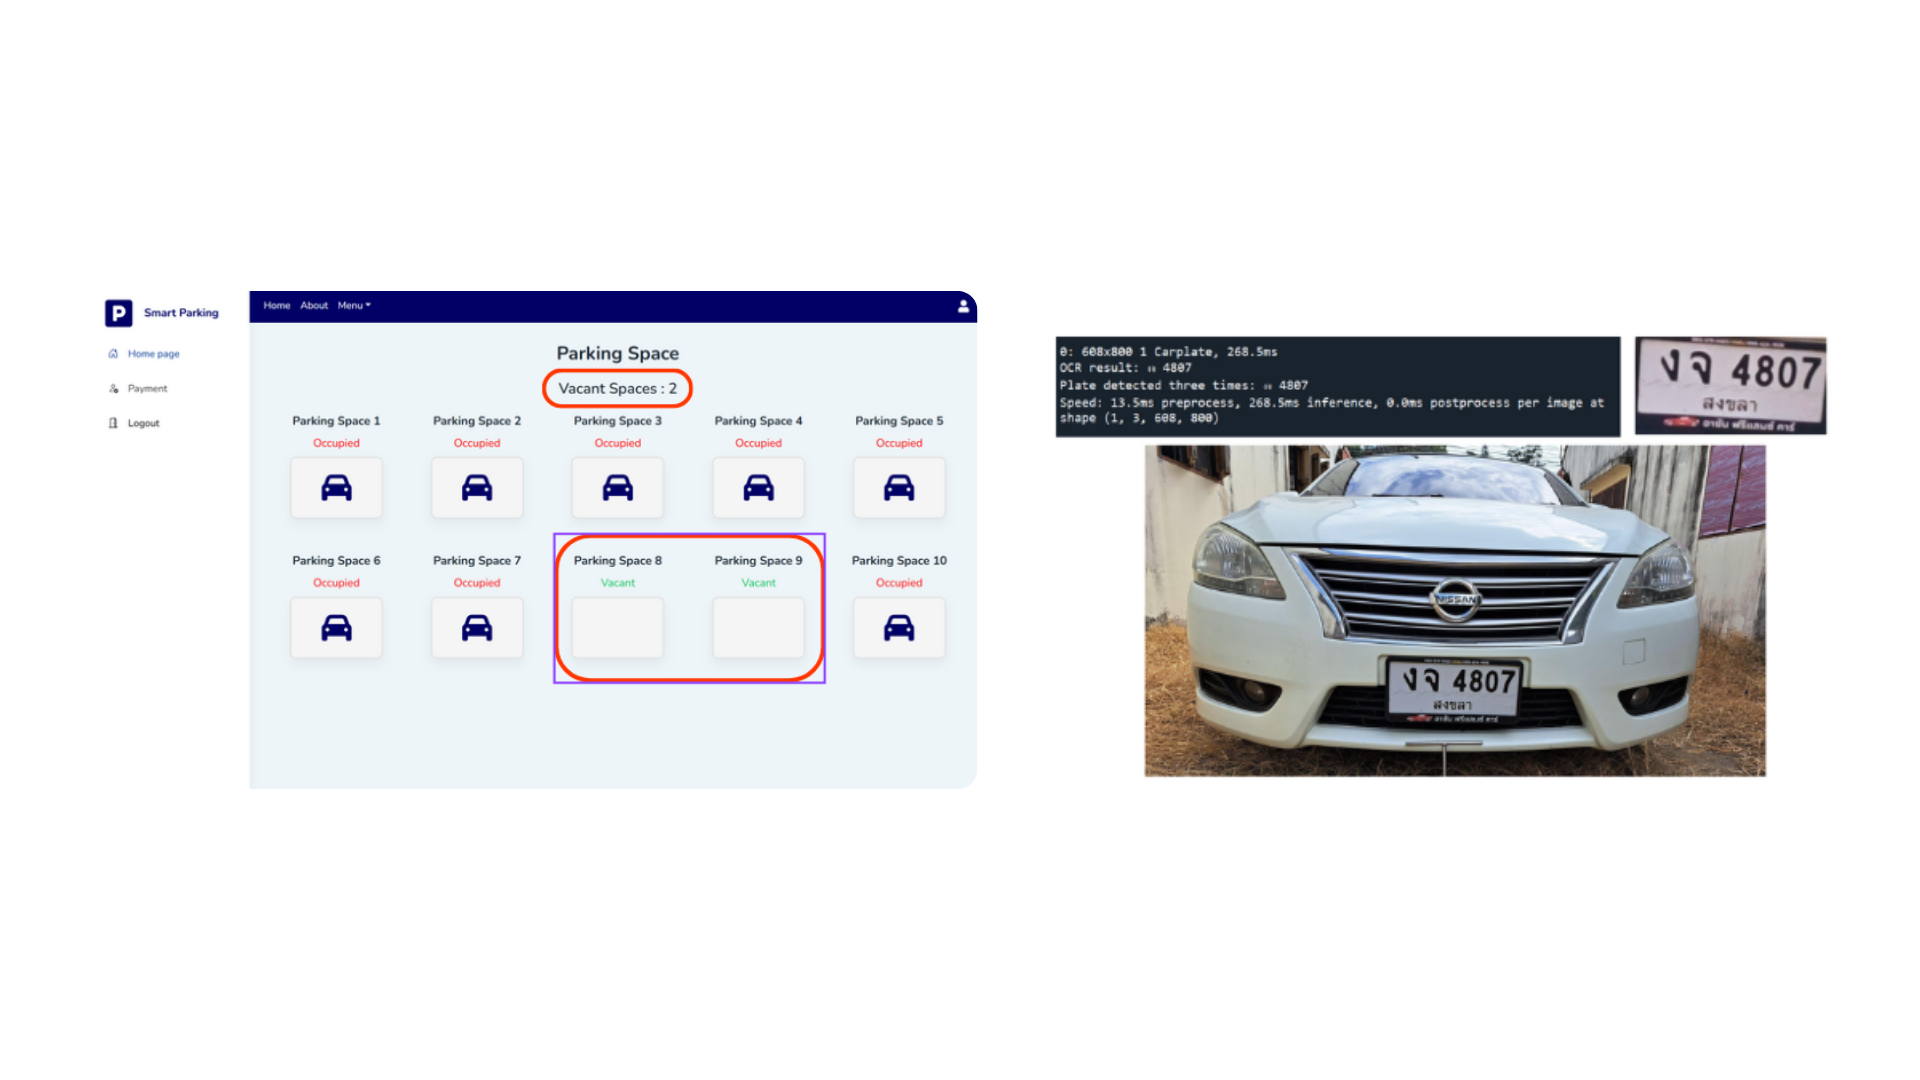 Smart Parking
Home page
Payment
Logout
Home About Menu
Parking Space
Vacant Spaces : 2
Parking Space 1
Occupied
Parking Space 2
Occupied
Parking Space 3
Occupied
Parking Space 4
Occupied
Parking Space 5
Occupied
Parking Space 6
Occupied
Parking Space 7
Occupied
Parking Space 8
Vacant
Parking Space 9
Vacant
Parking Space 10
Occupied
0: 608x800 1 Carplate, 268.5ms
OCR result: งจ 4807
Plate detected three times: งจ 4807
Speed: 13.5ms preprocess, 268.5ms inference, 0.0ms postprocess per image at
shape (1, 3, 608, 800)
งจ 4807
สงขลา
NISSAN
งจ 4807
สงขลา